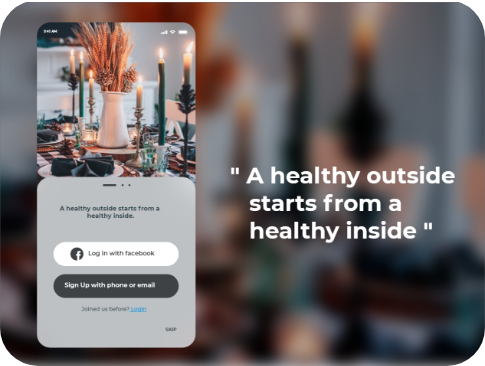 9:41 AM
A healthy outside starts from a
healthy inside.
Log in with facebook
Sign Up with phone or email
Joined us before? Login
SKIP
" A healthy outside
starts from a
healthy inside "